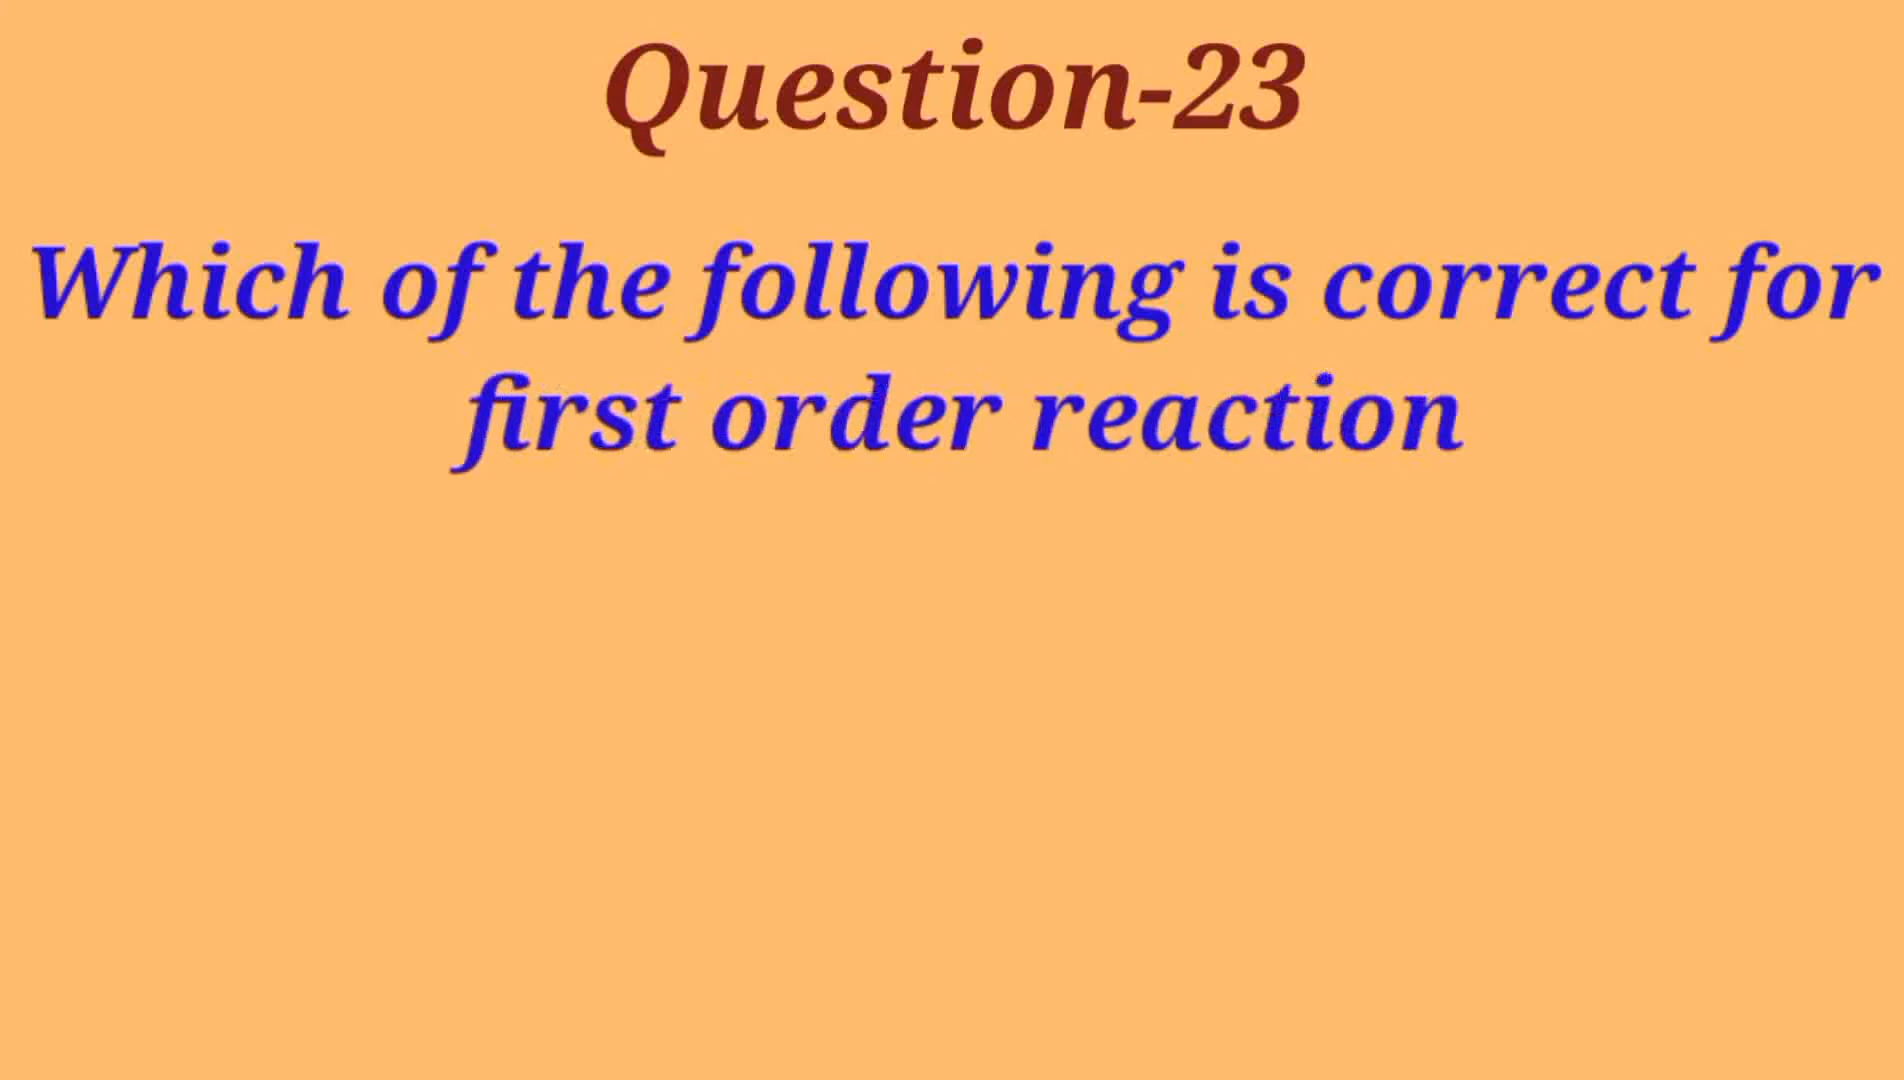 Question-23
Which of the following is correct for
first order reaction